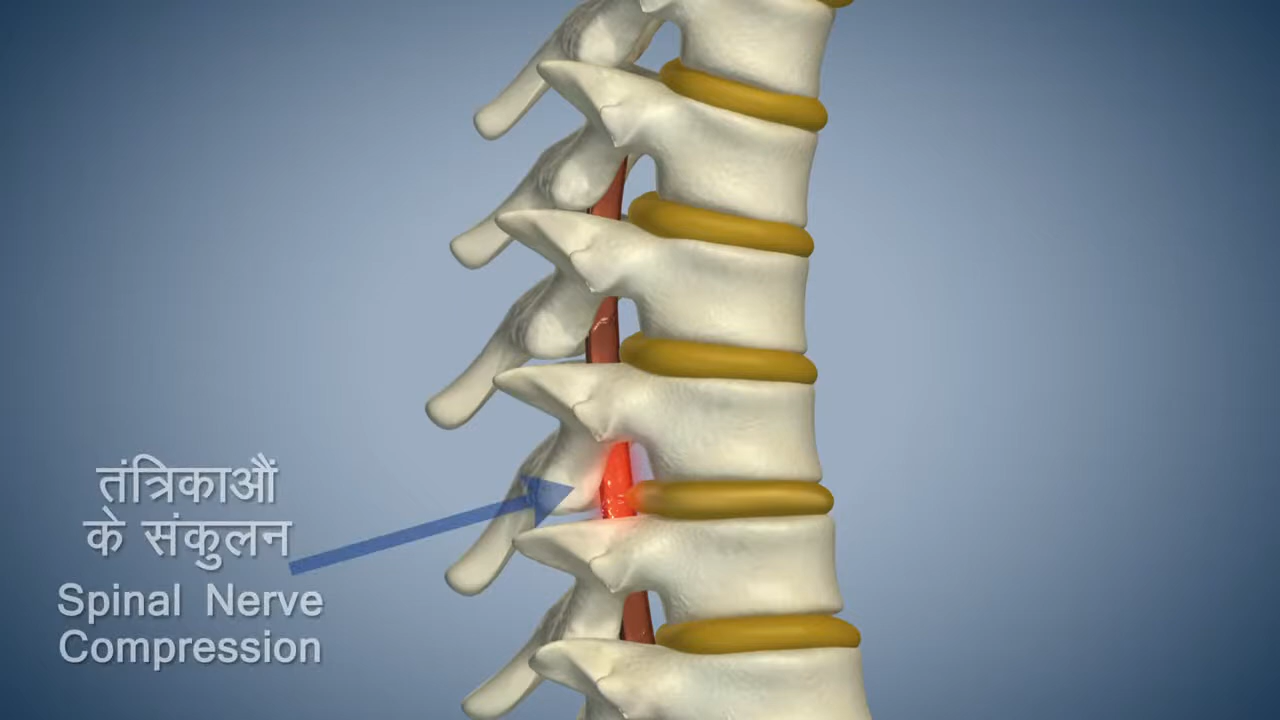 तंत्रिकाऔं
के संकुलन
Spinal Nerve
Compression